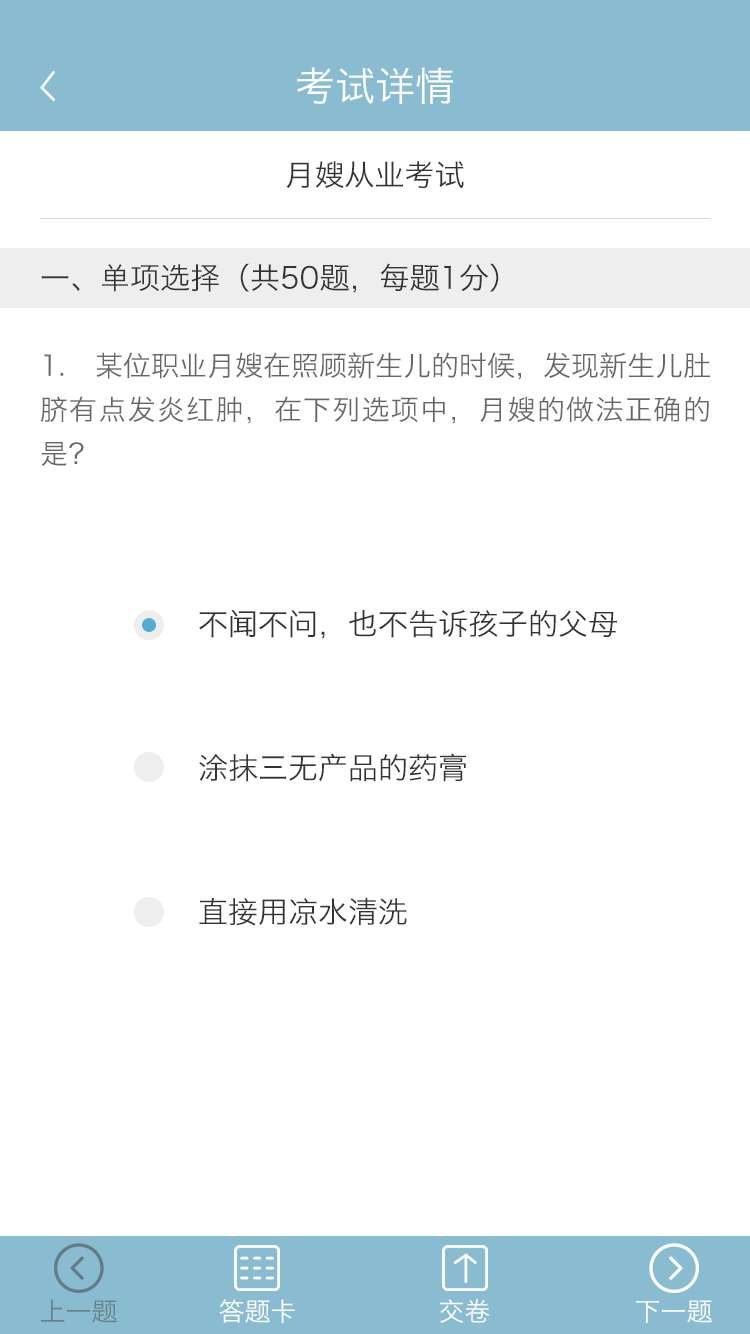 考试详情
月嫂从业考试
一、单项选择（共50题，每题1分）
1. 某位职业月嫂在照顾新生儿的时候，发现新生儿肚
脐有点发炎红肿，在下列选项中，月嫂的做法正确的
是？
不闻不问，也不告诉孩子的父母
涂抹三无产品的药膏
直接用凉水清洗
上一题 答题卡 交卷 下一题